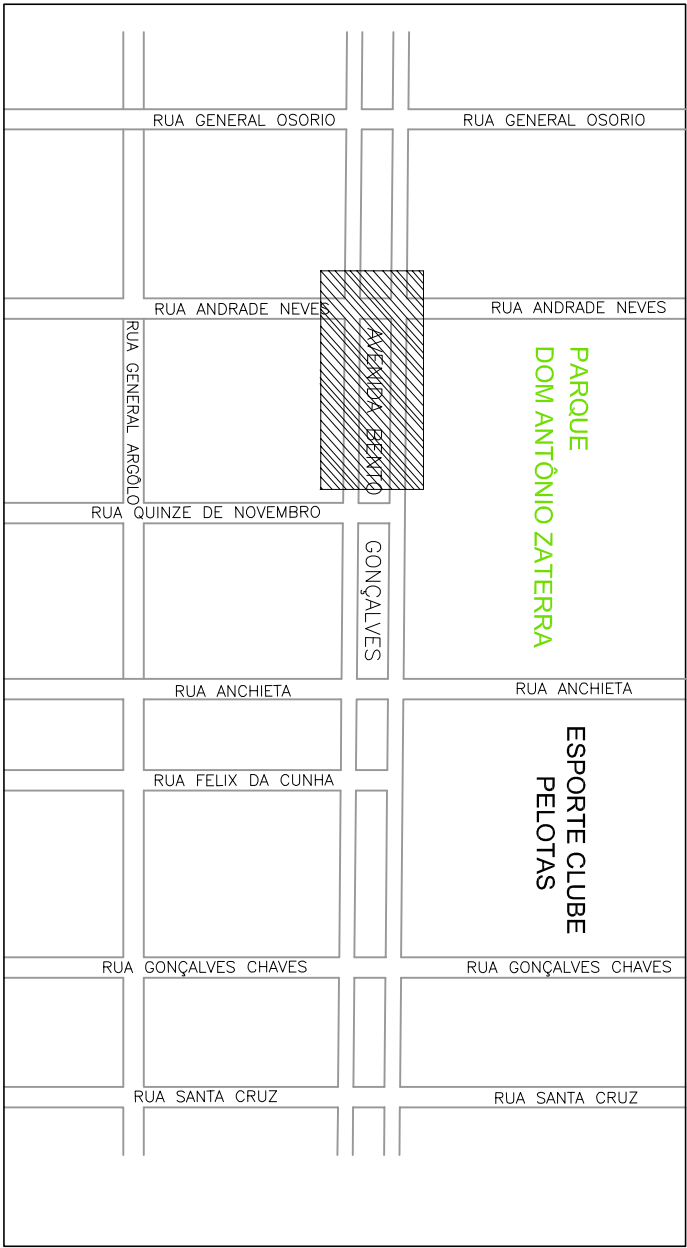 RUA GENERAL OSORIO
RUA GENERAL OSORIO
RUA ANDRADE NEVES
RUA ANDRADE NEVES
RUA GENERAL ARGÔLO
AVENIDA BENTO
GONÇALVES
PARQUE
DOM ANTÔNIO ZATERRA
RUA QUINZE DE NOVEMBRO
RUA ANCHIETA
RUA ANCHIETA
ESPORTE CLUBE
PELOTAS
RUA FELIX DA CUNHA
RUA GONÇALVES CHAVES
RUA GONÇALVES CHAVES
RUA SANTA CRUZ
RUA SANTA CRUZ